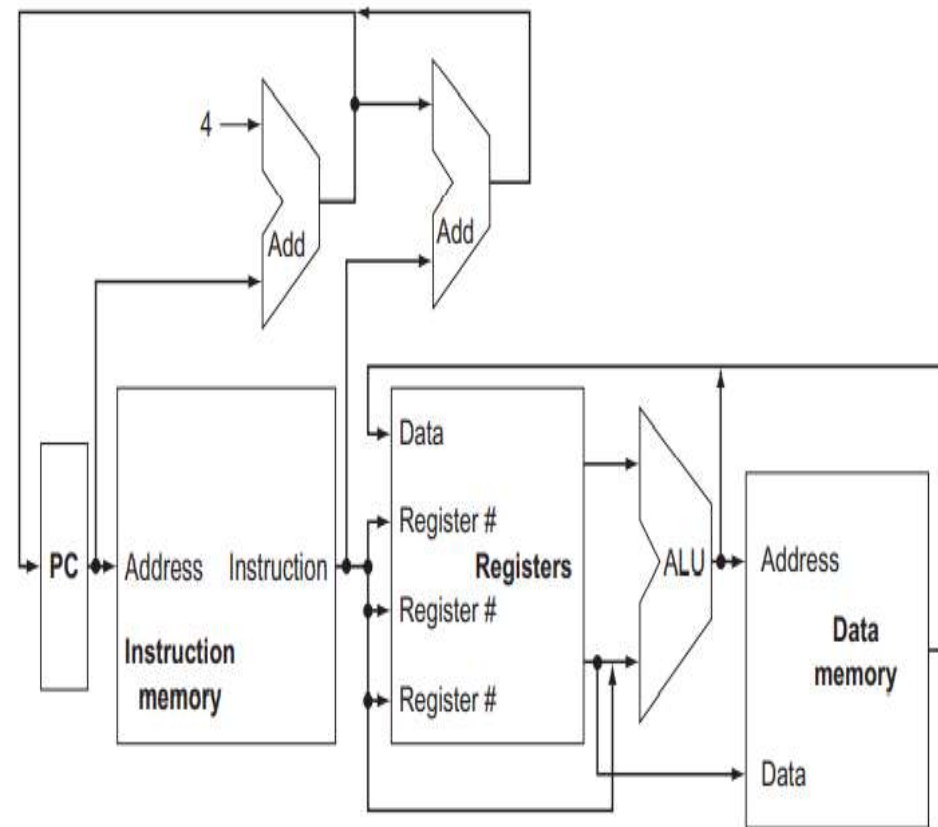 4
Add
Add
Data
Register #
PC
Address Instruction
Registers
ALU
Address
Register #
Instruction
memory
Data
memory
Register #
Data